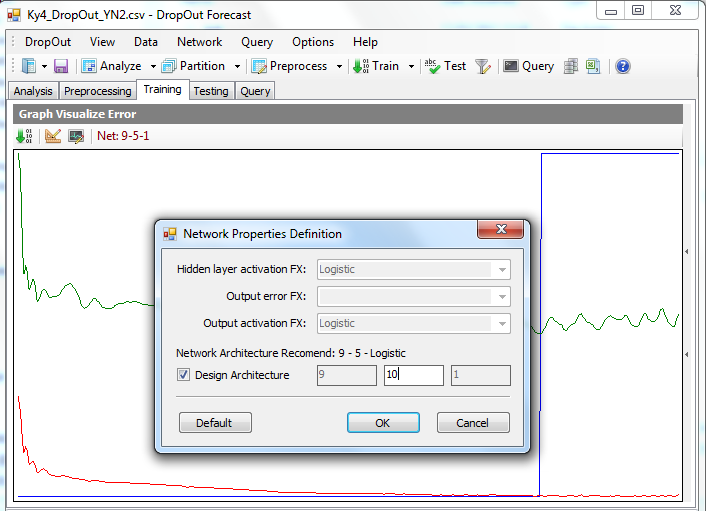 Ky4_DropOut_YN2.csv - DropOut Forecast
DropOut View Data Network Query Options Help
Analyze Partition Preprocess Train abc Test Query
Analysis Preprocessing Training Testing Query
Graph Visualize Error
Net: 9-5-1
Network Properties Definition
Hidden layer activation FX: Logistic
Output error FX:
Output activation FX: Logistic
Network Architecture Recomend: 9 - 5 - Logistic
Design Architecture 9 10 1
Default OK Cancel